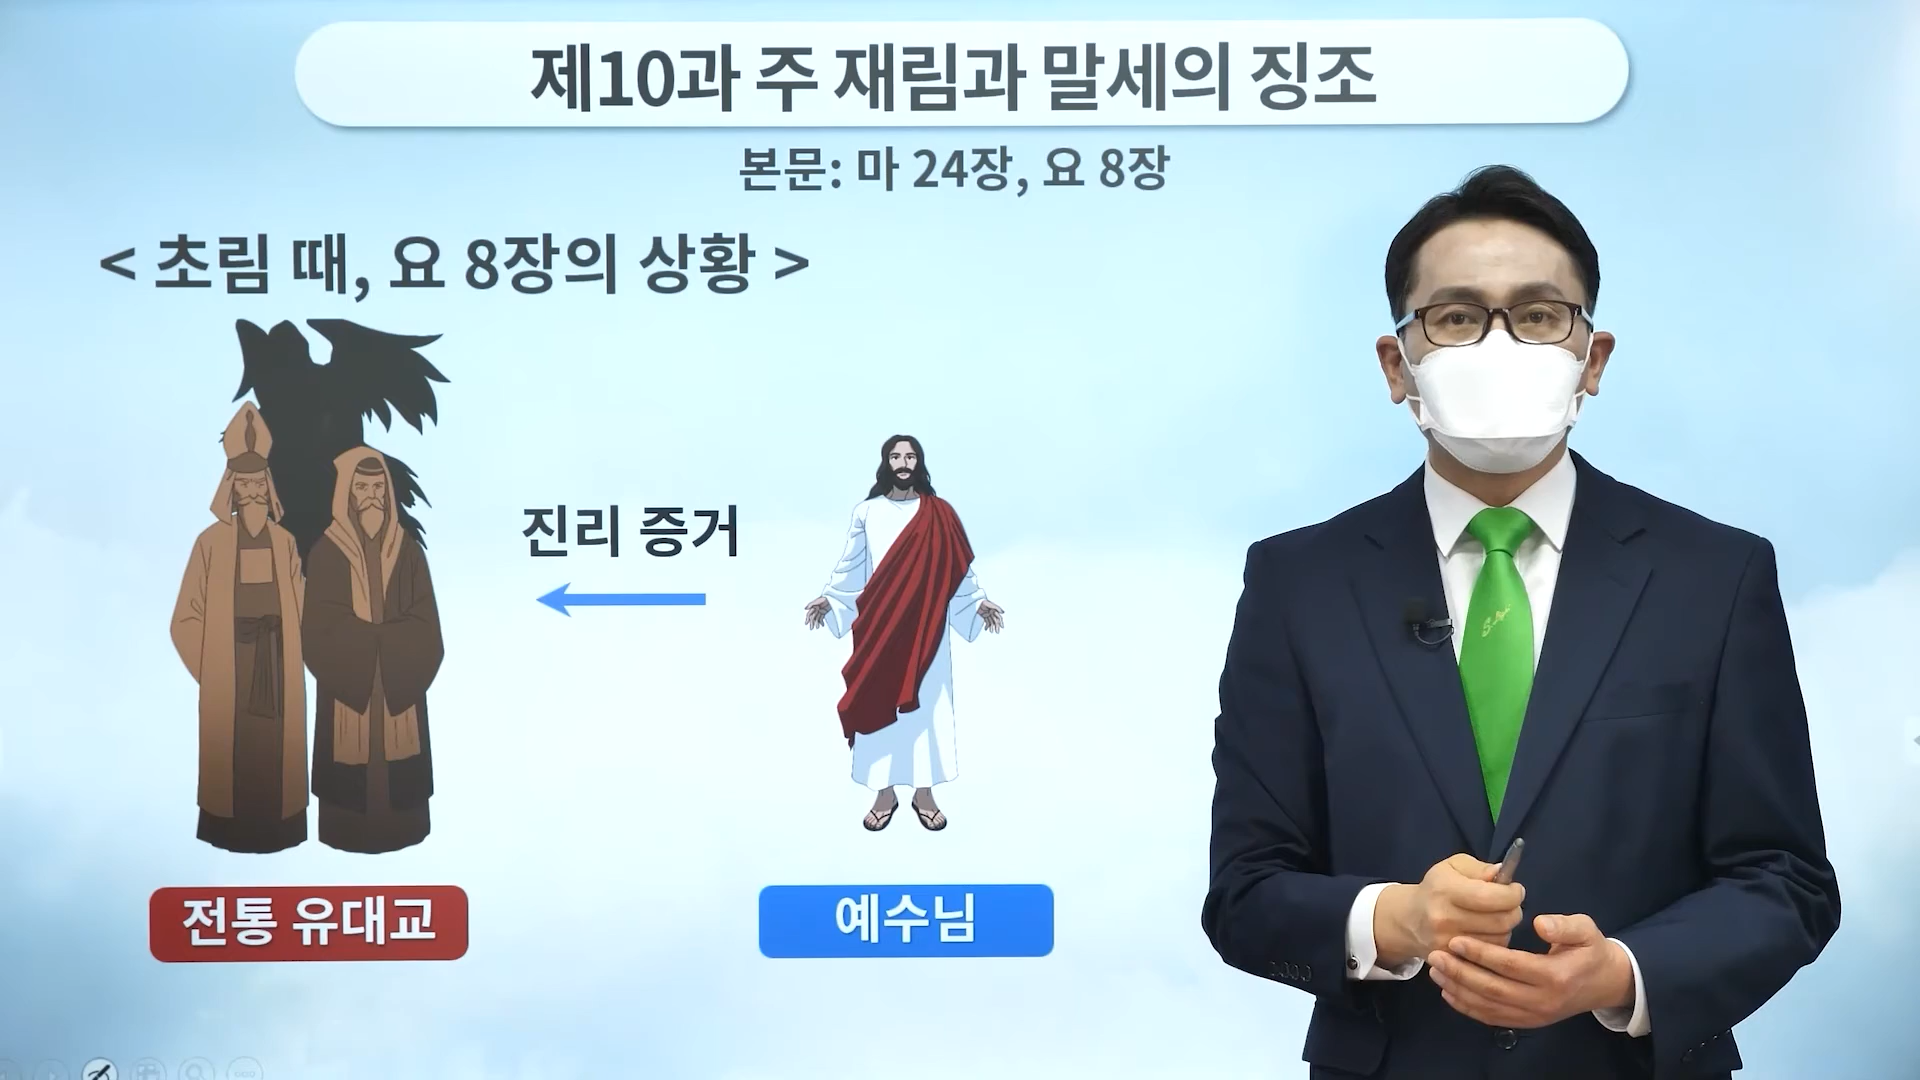 제10과 주 재림과 말세의 징조
본문: 마 24장, 요 8장
< 초림 때, 요 8장의 상황 >
진리 증거
전통 유대교
예수님